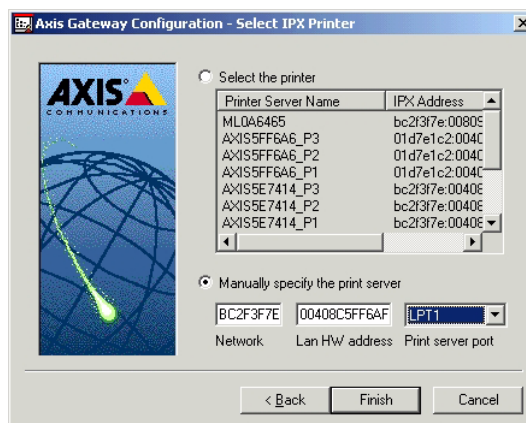 Axis Gateway Configuration - Select IPX Printer
AXIS
COMMUNICATIONS
Select the printer
Printer Server Name IPX Address
ML0A6465 bc2f3f7e:00809
AXIS5FF6A6_P3 01d7e1c2:0040
AXIS5FF6A6_P2 01d7e1c2:0040
AXIS5FF6A6_P1 01d7e1c2:0040
AXIS5E7414_P3 bc2f3f7e:00408
AXIS5E7414_P2 bc2f3f7e:00408
AXIS5E7414_P1 bc2f3f7e:00408
Manually specify the print server
BC2F3F7E 00408C5FF6AF LPT1
Network Lan HW address Print server port
< Back Finish Cancel